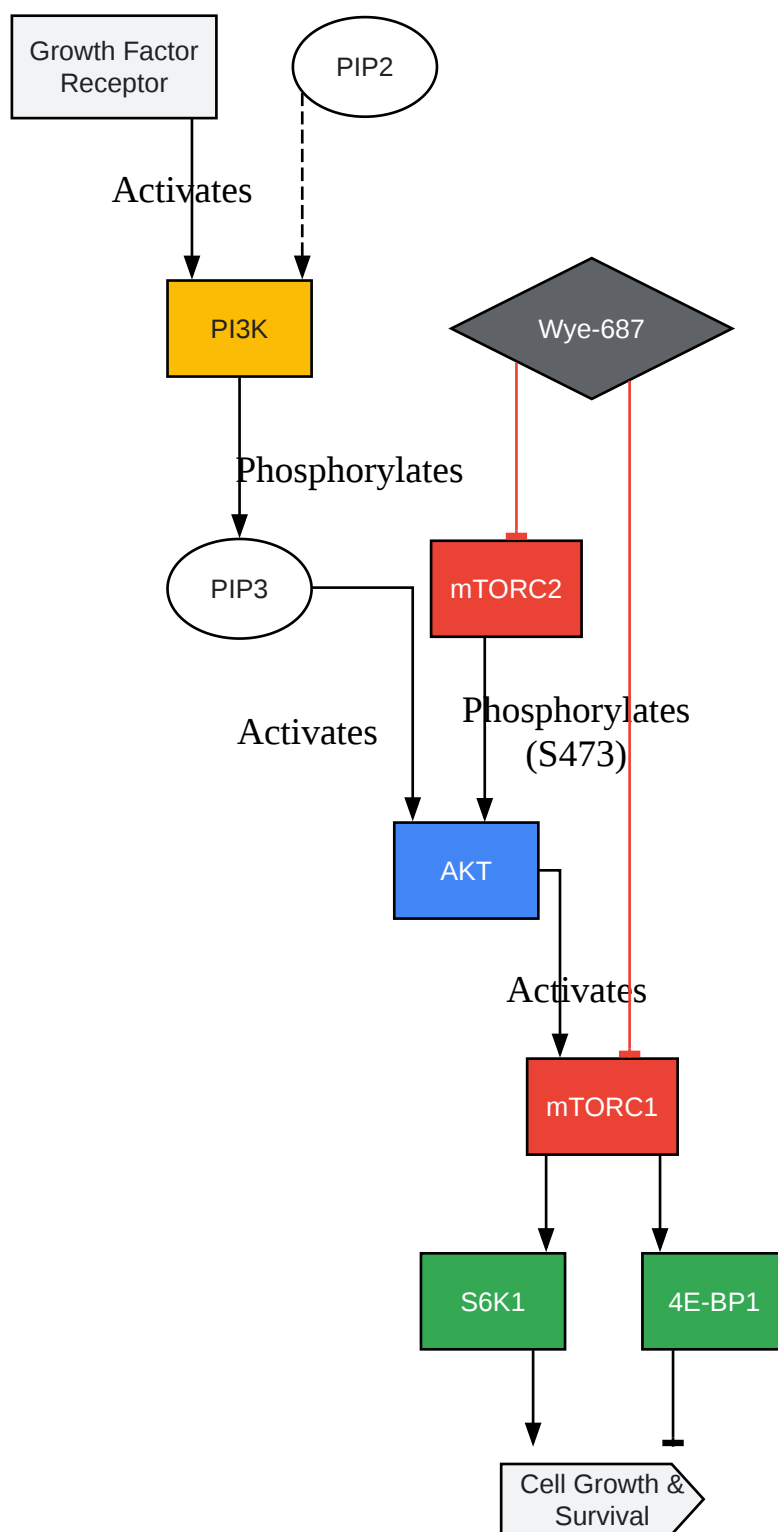 Growth Factor
Receptor
PIP2
Activates
PI3K
Wye-687
Phosphorylates
PIP3
mTORC2
Activates
Phosphorylates
(S473)
AKT
Activates
mTORC1
S6K1
4E-BP1
Cell Growth &
Survival